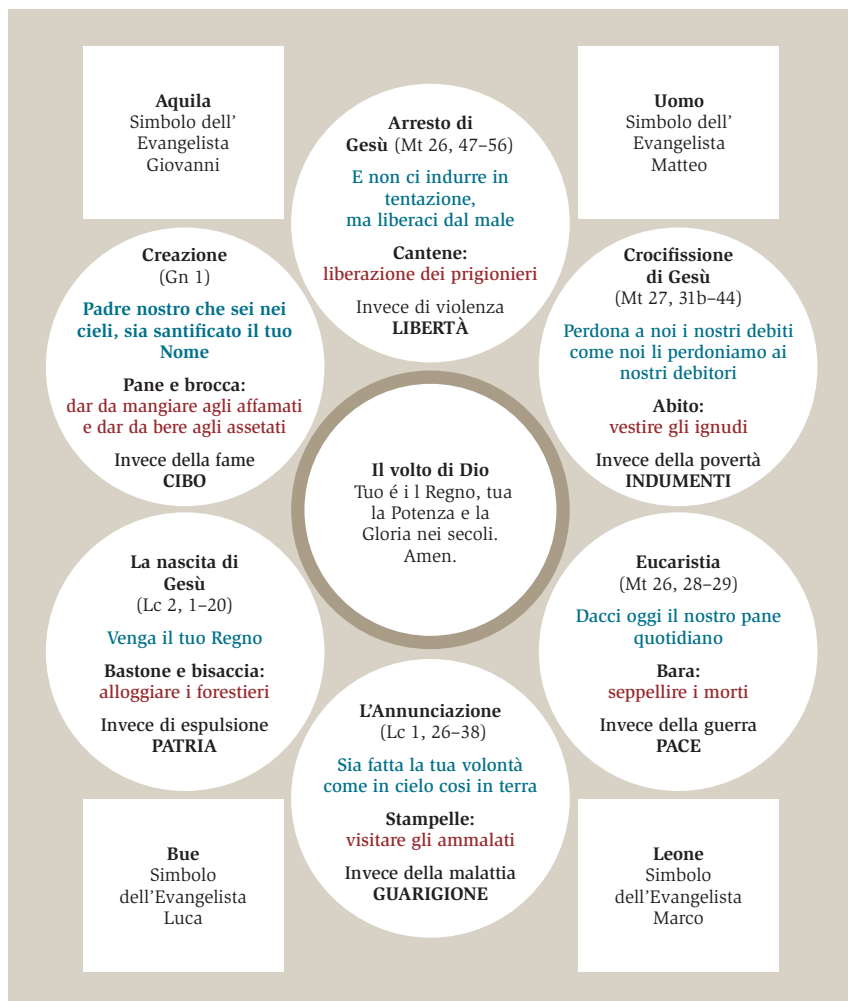 Aquila
Simbolo dell'
Evangelista
Giovanni
Arresto di
Gesù (Mt 26, 47–56)
E non ci indurre in
tentazione,
ma liberaci dal male
Cantene:
liberazione dei prigionieri
Invece di violenza
LIBERTÀ
Uomo
Simbolo dell'
Evangelista
Matteo
Creazione
(Gn 1)
Padre nostro che sei nei
cieli, sia santificato il tuo
Nome
Pane e brocca:
dar da mangiare agli affamati
e dar da bere agli assetati
Invece della fame
CIBO
Crocifissione
di Gesù
(Mt 27, 31b–44)
Perdona a noi i nostri debiti
come noi li perdoniamo ai
nostri debitori
Abito:
vestire gli ignudi
Invece della povertà
INDUMENTI
Il volto di Dio
Tuo é i l Regno, tua
la Potenza e la
Gloria nei secoli.
Amen.
La nascita di
Gesù
(Lc 2, 1–20)
Venga il tuo Regno
Bastone e bisaccia:
alloggiare i forestieri
Invece di espulsione
PATRIA
Eucaristia
(Mt 26, 28–29)
Dacci oggi il nostro pane
quotidiano
Bara:
seppellire i morti
Invece della guerra
PACE
L'Annunciazione
(Lc 1, 26–38)
Sia fatta la tua volontà
come in cielo cosi in terra
Stampelle:
visitare gli ammalati
Invece della malattia
GUARIGIONE
Bue
Simbolo
dell'Evangelista
Luca
Leone
Simbolo
dell'Evangelista
Marco